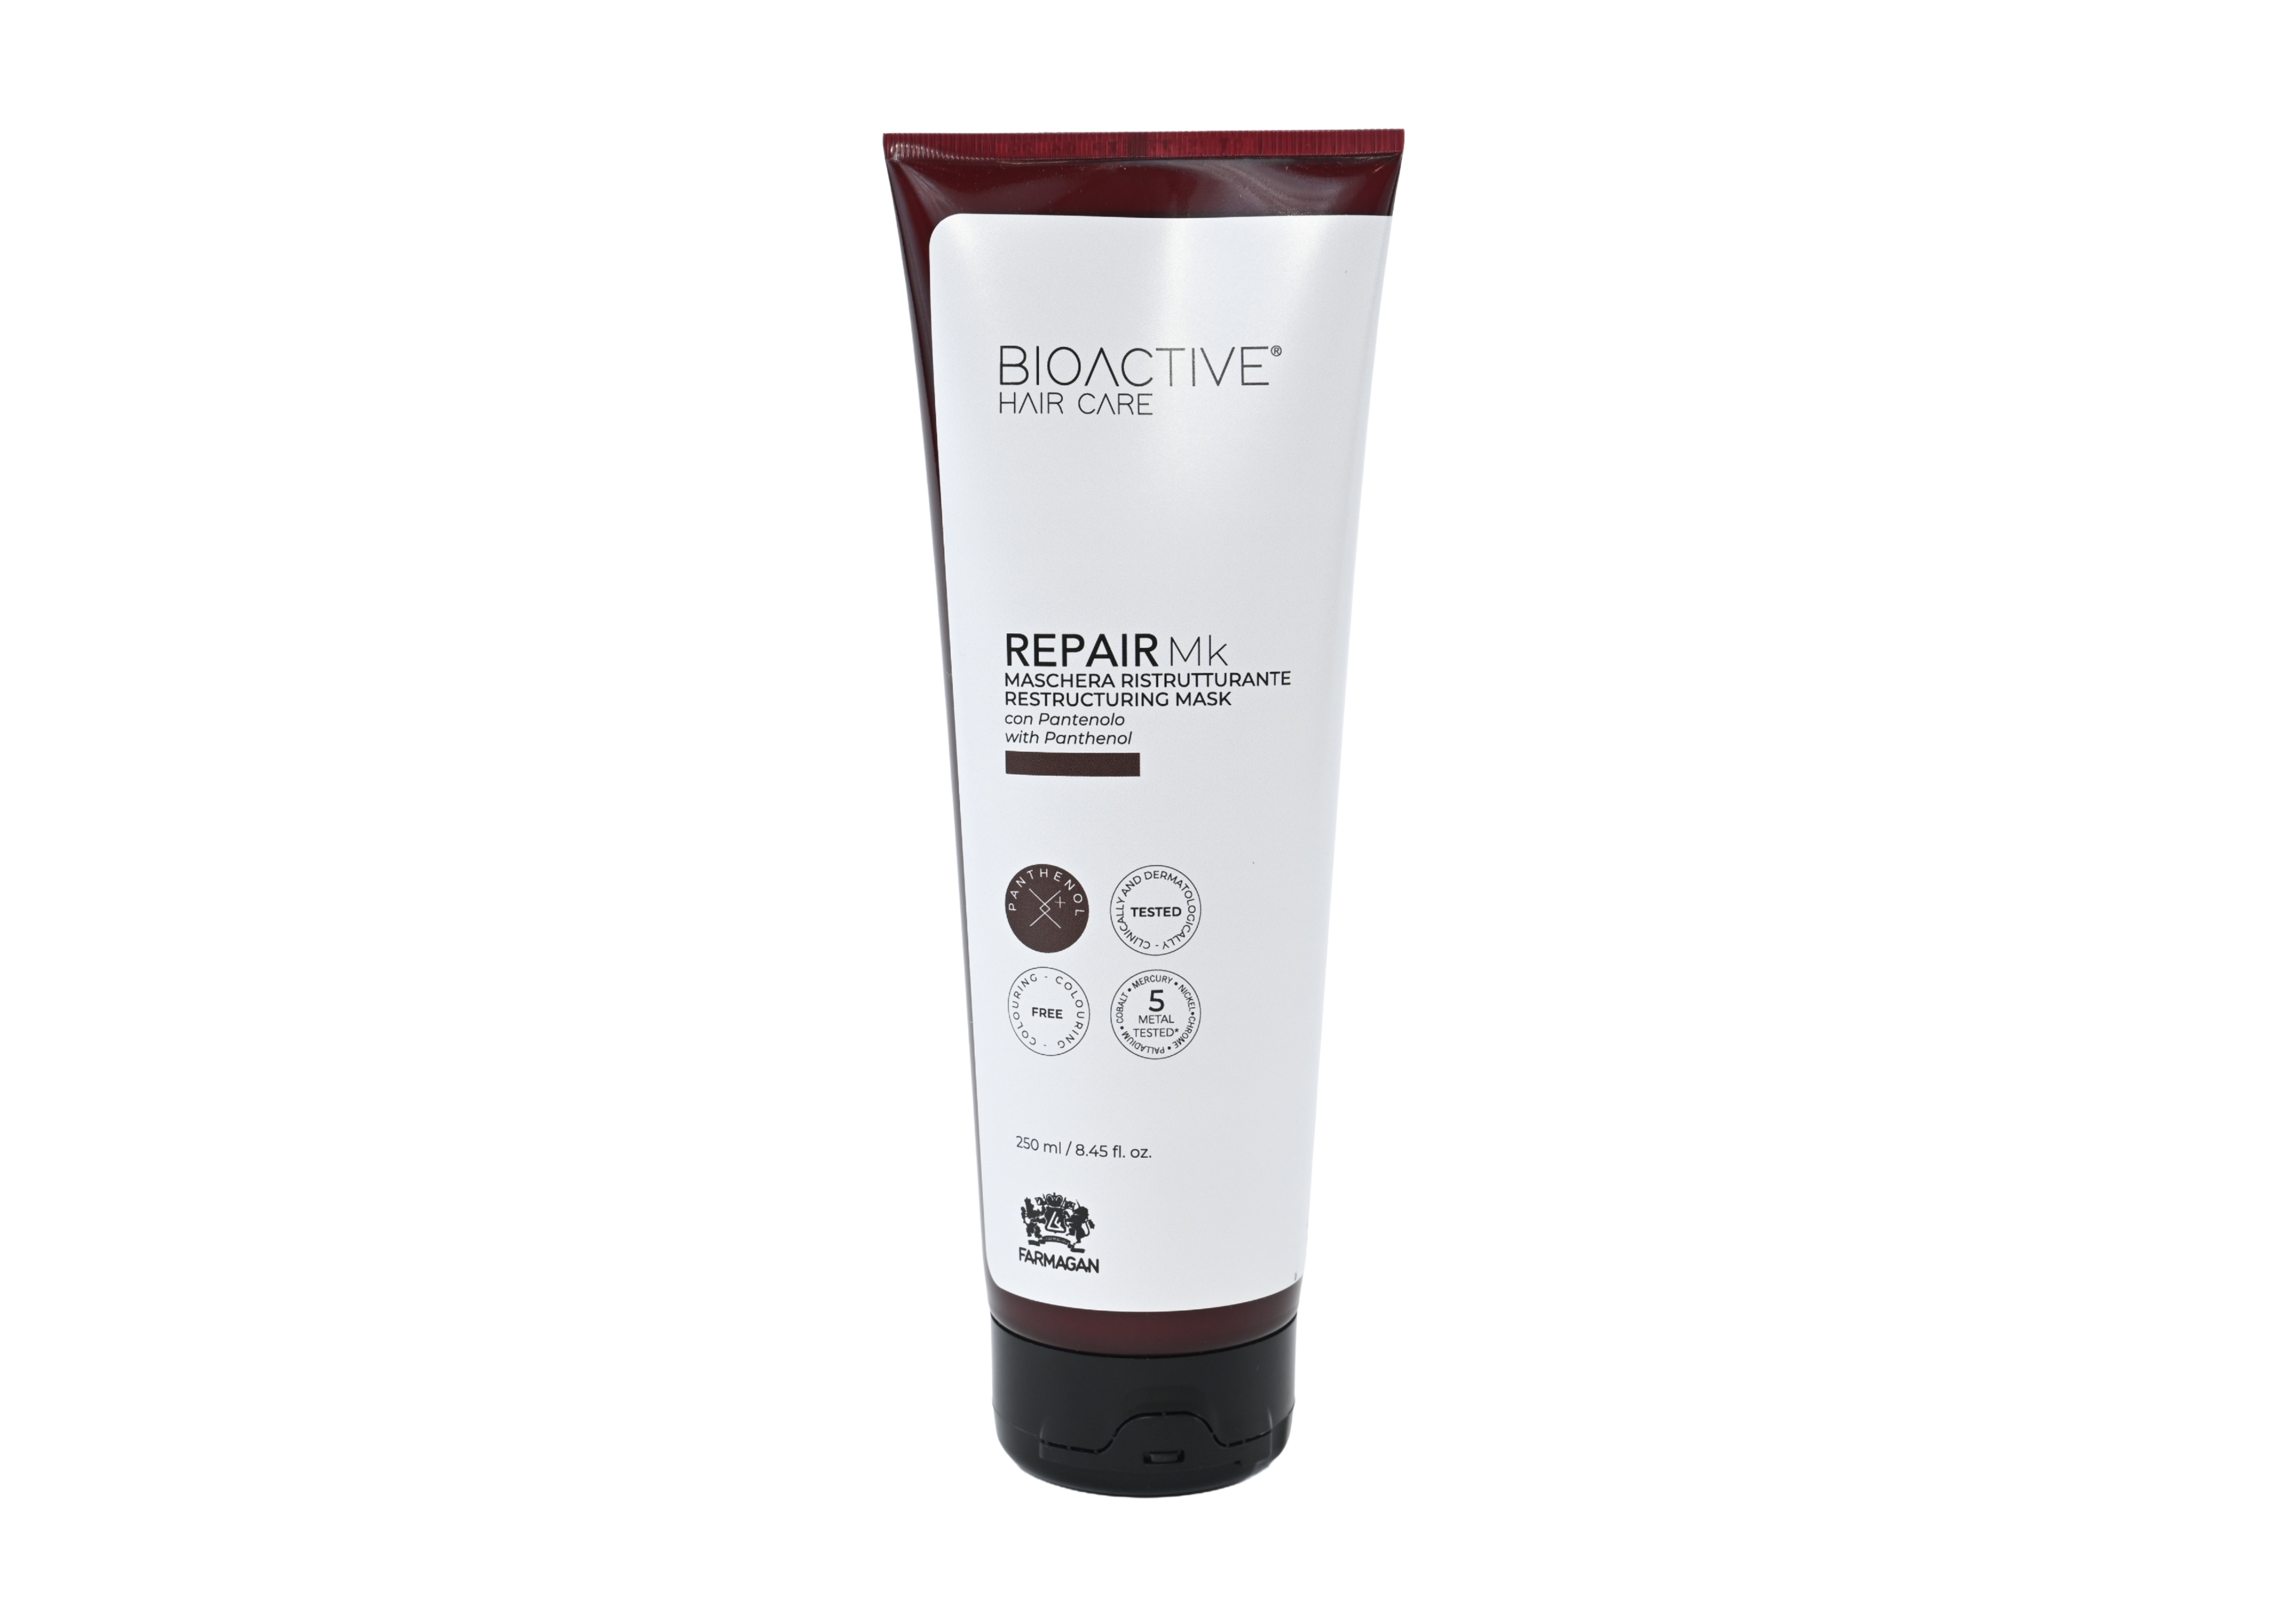 BIOACTIVE®
HAIR CARE
REPAIR Mk
MASCHERA RISTRUTTURANTE
RESTRUCTURING MASK
con Pantenolo
with Panthenol
PANTHENOL
CLINICALLY AND DERMATOLOGICALLY -
TESTED
COLOURING - COLOURING -
FREE
COBALT • MERCURY • NICKEL • CHROME • PALLADIUM •
5
METAL
TESTED*
250 ml / 8.45 fl. oz.
FARMAGAN